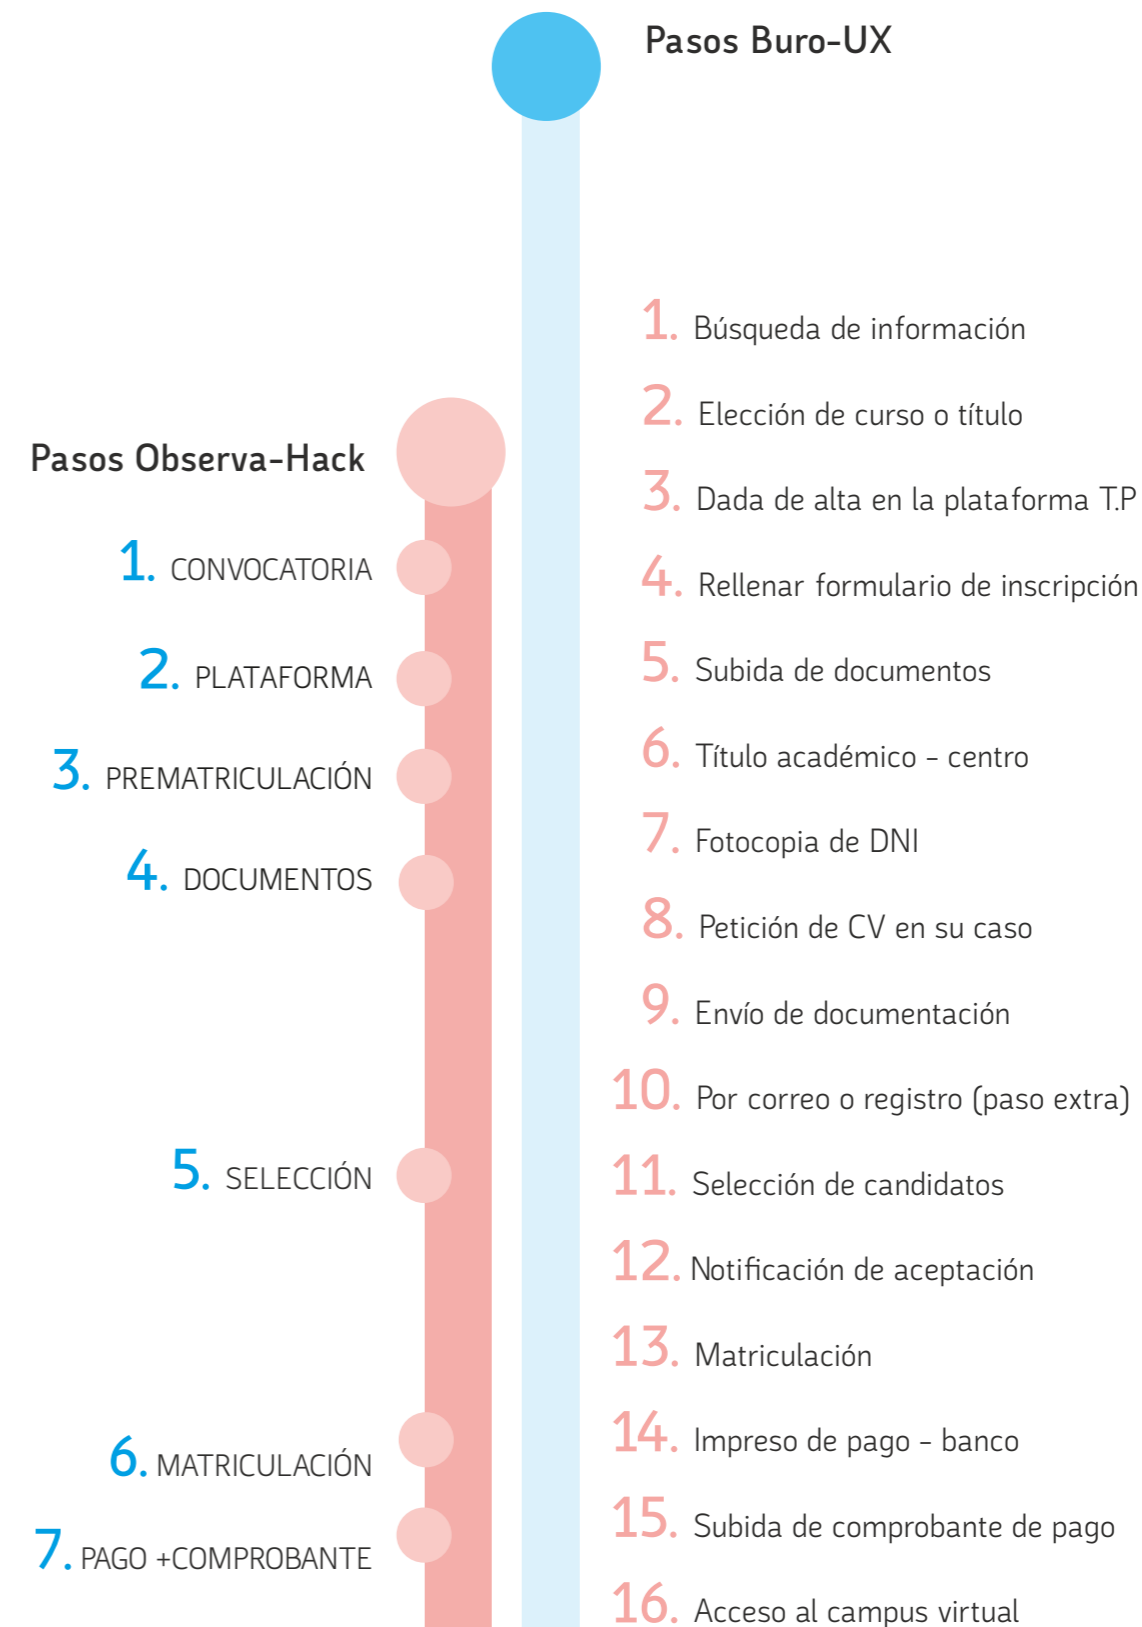 Pasos Buro-UX
1. Búsqueda de información
2. Elección de curso o título
3. Dada de alta en la plataforma T.P
4. Rellenar formulario de inscripción
5. Subida de documentos
6. Título académico - centro
7. Fotocopia de DNI
8. Petición de CV en su caso
9. Envío de documentación
10. Por correo o registro (paso extra)
11. Selección de candidatos
12. Notificación de aceptación
13. Matriculación
14. Impreso de pago - banco
15. Subida de comprobante de pago
16. Acceso al campus virtual
Pasos Observa-Hack
1. CONVOCATORIA
2. PLATAFORMA
3. PREMATRICULACIÓN
4. DOCUMENTOS
5. SELECCIÓN
6. MATRICULACIÓN
7. PAGO +COMPROBANTE